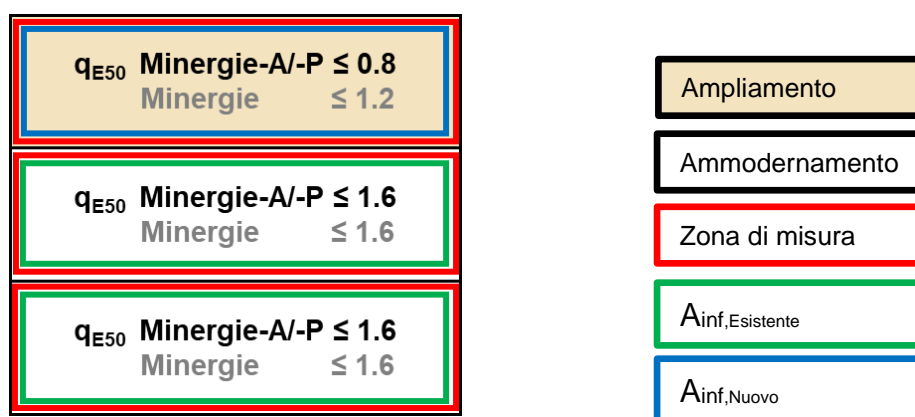 qE50 Minergie-A/-P ≤ 0.8
Minergie ≤ 1.2
qE50 Minergie-A/-P ≤ 1.6
Minergie ≤ 1.6
qE50 Minergie-A/-P ≤ 1.6
Minergie ≤ 1.6
Ampliamento
Ammodernamento
Zona di misura
Ainf,Esistente
Ainf,Nuovo